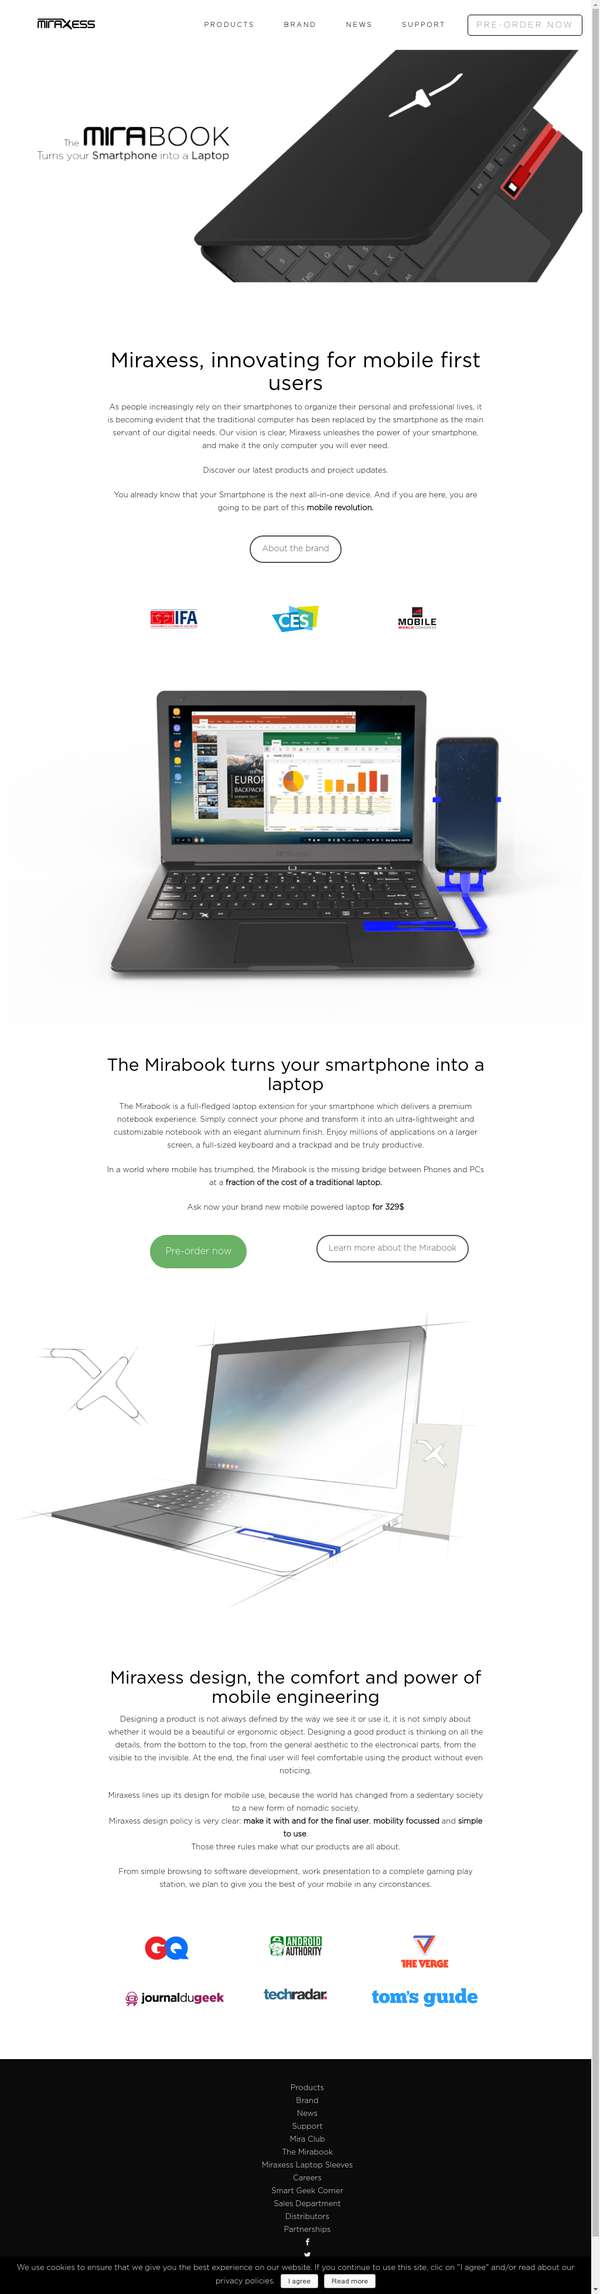 MIRAXESS
PRODUCTS BRAND NEWS SUPPORT PRE-ORDER NOW
The MIRABOOK
Turns your Smartphone into a Laptop
Miraxess, innovating for mobile first
users
As people increasingly rely on their smartphones to organize their personal and professional lives, it
is becoming evident that the traditional computer has been replaced by the smartphone as the main
servant of our digital needs. Our vision is clear, Miraxess unleashes the power of your smartphone,
and make it the only computer you will ever need.
Discover our latest products and project updates.
You already know that your Smartphone is the next all-in-one device. And if you are here, you are
going to be part of this mobile revolution.
About the brand
IFA
CES
MOBILE
WORLD CONGRESS
EUROP
BACKPACK
The Mirabook turns your smartphone into a
laptop
The Mirabook is a full-fledged laptop extension for your smartphone which delivers a premium
notebook experience. Simply connect your phone and transform it into an ultra-lightweight and
customizable notebook with an elegant aluminum finish. Enjoy millions of applications on a larger
screen, a full-sized keyboard and a trackpad and be truly productive.
In a world where mobile has triumphed, the Mirabook is the missing bridge between Phones and PCs
at a fraction of the cost of a traditional laptop.
Ask now your brand new mobile powered laptop for 329$
Pre-order now
Learn more about the Mirabook
Miraxess design, the comfort and power of
mobile engineering
Designing a product is not always defined by the way we see it or use it, it is not simply about
whether it would be a beautiful or ergonomic object. Designing a good product is thinking on all the
details, from the bottom to the top, from the general aesthetic to the electronical parts, from the
visible to the invisible. At the end, the final user will feel comfortable using the product without even
noticing.
Miraxess lines up its design for mobile use, because the world has changed from a sedentary society
to a new form of nomadic society.
Miraxess design policy is very clear: make it with and for the final user, mobility focussed and simple
to use.
Those three rules make what our products are all about.
From simple browsing to software development, work presentation to a complete gaming play
station, we plan to give you the best of your mobile in any circonstances.
GQ
ANDROID
AUTHORITY
THE VERGE
journaldugeek
techradar.
tom's guide
Products
Brand
News
Support
Mira Club
The Mirabook
Miraxess Laptop Sleeves
Careers
Smart Geek Corner
Sales Department
Distributors
Partnerships
We use cookies to ensure that we give you the best experience on our website. If you continue to use this site, clic on "I agree" and/or read about our
privacy policies. I agree Read more